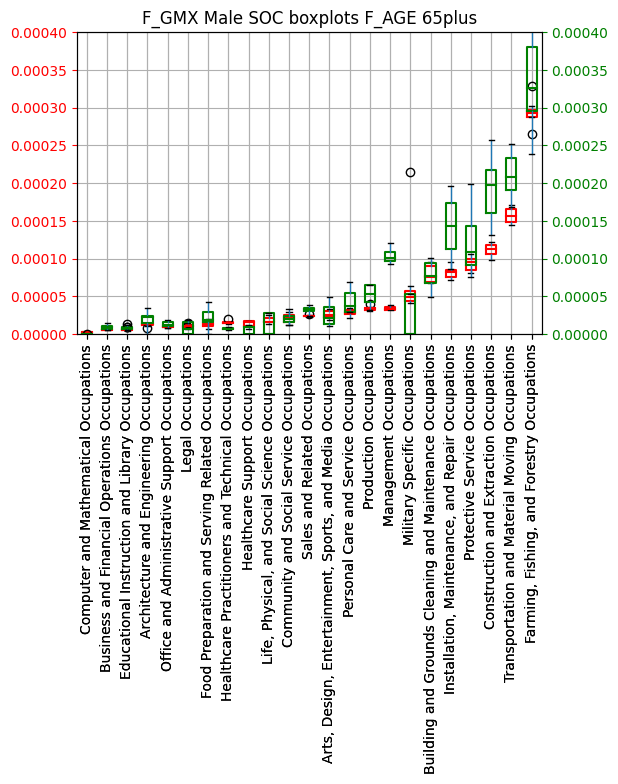 F_GMX Male SOC boxplots F_AGE 65plus
0.00040
0.00035
0.00030
0.00025
0.00020
0.00015
0.00010
0.00005
0.00000
0.00040
0.00035
0.00030
0.00025
0.00020
0.00015
0.00010
0.00005
0.00000
Computer and Mathematical Occupations
Business and Financial Operations Occupations
Educational Instruction and Library Occupations
Architecture and Engineering Occupations
Office and Administrative Support Occupations
Legal Occupations
Food Preparation and Serving Related Occupations
Healthcare Practitioners and Technical Occupations
Healthcare Support Occupations
Life, Physical, and Social Science Occupations
Community and Social Service Occupations
Sales and Related Occupations
Arts, Design, Entertainment, Sports, and Media Occupations
Personal Care and Service Occupations
Production Occupations
Management Occupations
Military Specific Occupations
Building and Grounds Cleaning and Maintenance Occupations
Installation, Maintenance, and Repair Occupations
Protective Service Occupations
Construction and Extraction Occupations
Transportation and Material Moving Occupations
Farming, Fishing, and Forestry Occupations